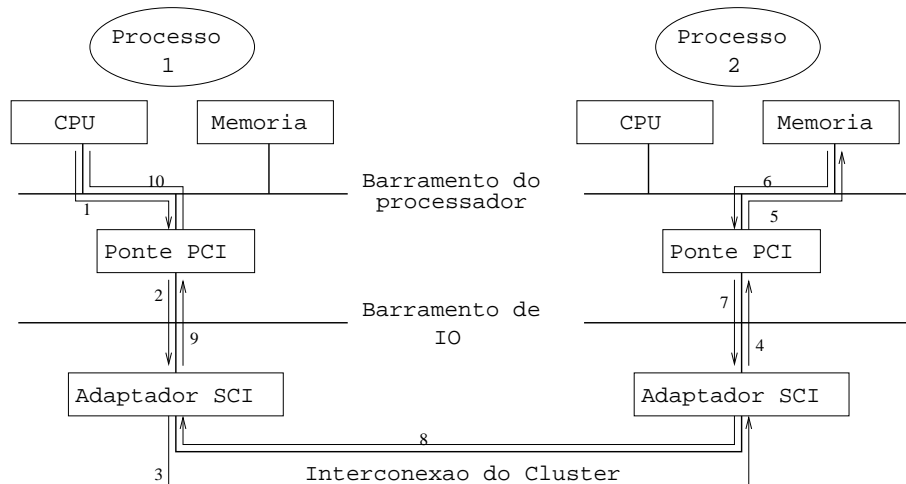 Processo
1
Processo
2
CPU
Memoria
CPU
Memoria
10
1
Barramento do
processador
6
5
Ponte PCI
Ponte PCI
2
9
Barramento de
IO
7
4
Adaptador SCI
Adaptador SCI
8
3
Interconexao do Cluster